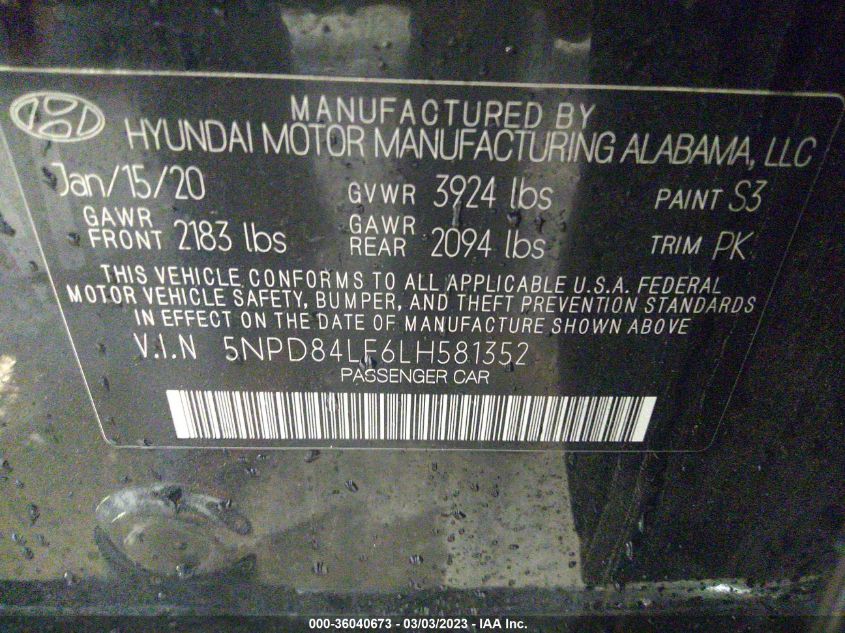 MANUFACTURED BY
HYUNDAI MOTOR MANUFACTURING ALABAMA, LLC
Jan/15/20 GVWR 3924 lbs PAINT S3
GAWR FRONT 2183 lbs GAWR REAR 2094 lbs TRIM PK
THIS VEHICLE CONFORMS TO ALL APPLICABLE U.S.A. FEDERAL
MOTOR VEHICLE SAFETY, BUMPER, AND THEFT PREVENTION STANDARDS
IN EFFECT ON THE DATE OF MANUFACTURE SHOWN ABOVE
V.I.N 5NPD84LF6LH581352
PASSENGER CAR
000-36040673 - 03/03/2023 - IAA Inc.